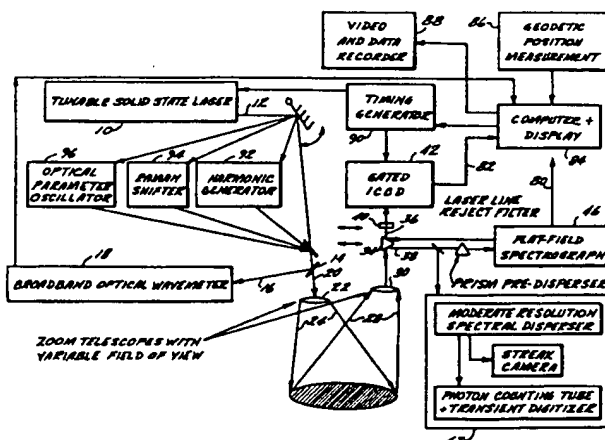 VIDEO AND DATA RECORDER
88
86
GEODETIC POSITION MEASUREMENT
TUNABLE SOLID STATE LASER
12
10
TIMING GENERATOR
90
COMPUTER + DISPLAY
84
96
OPTICAL PARAMETER OSCILLATOR
94
RAMAN SHIFTER
92
HARMONIC GENERATOR
42
GATED ICCD
82
LASER LINE REJECT FILTER
80
40
36
46
FLAT-FIELD SPECTROGRAPH
38
34
18
BROADBAND OPTICAL WAVEMETER
14
20
16
22
30
PRISM PRE-DISPERSER
ZOOM TELESCOPES WITH VARIABLE FIELD OF VIEW
MODERATE RESOLUTION SPECTRAL DISPERSER
STREAK CAMERA
PHOTON COUNTING TUBE + TRANSIENT DIGITIZER